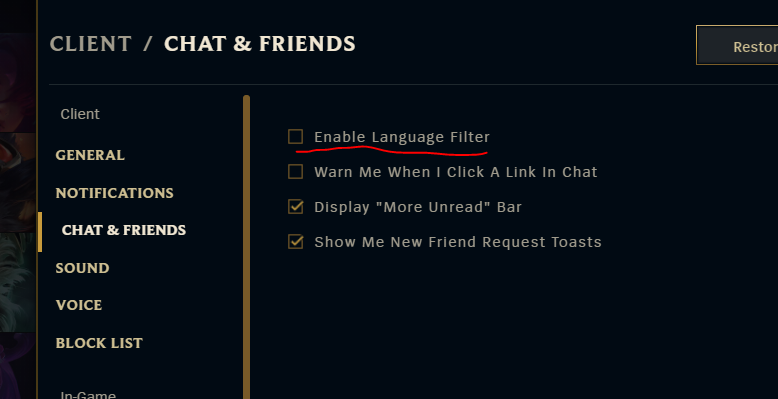 CLIENT / CHAT & FRIENDS
Restor
Client
GENERAL
NOTIFICATIONS
CHAT & FRIENDS
SOUND
VOICE
BLOCK LIST
In-Game
Enable Language Filter
Warn Me When I Click A Link In Chat
Display "More Unread" Bar
Show Me New Friend Request Toasts